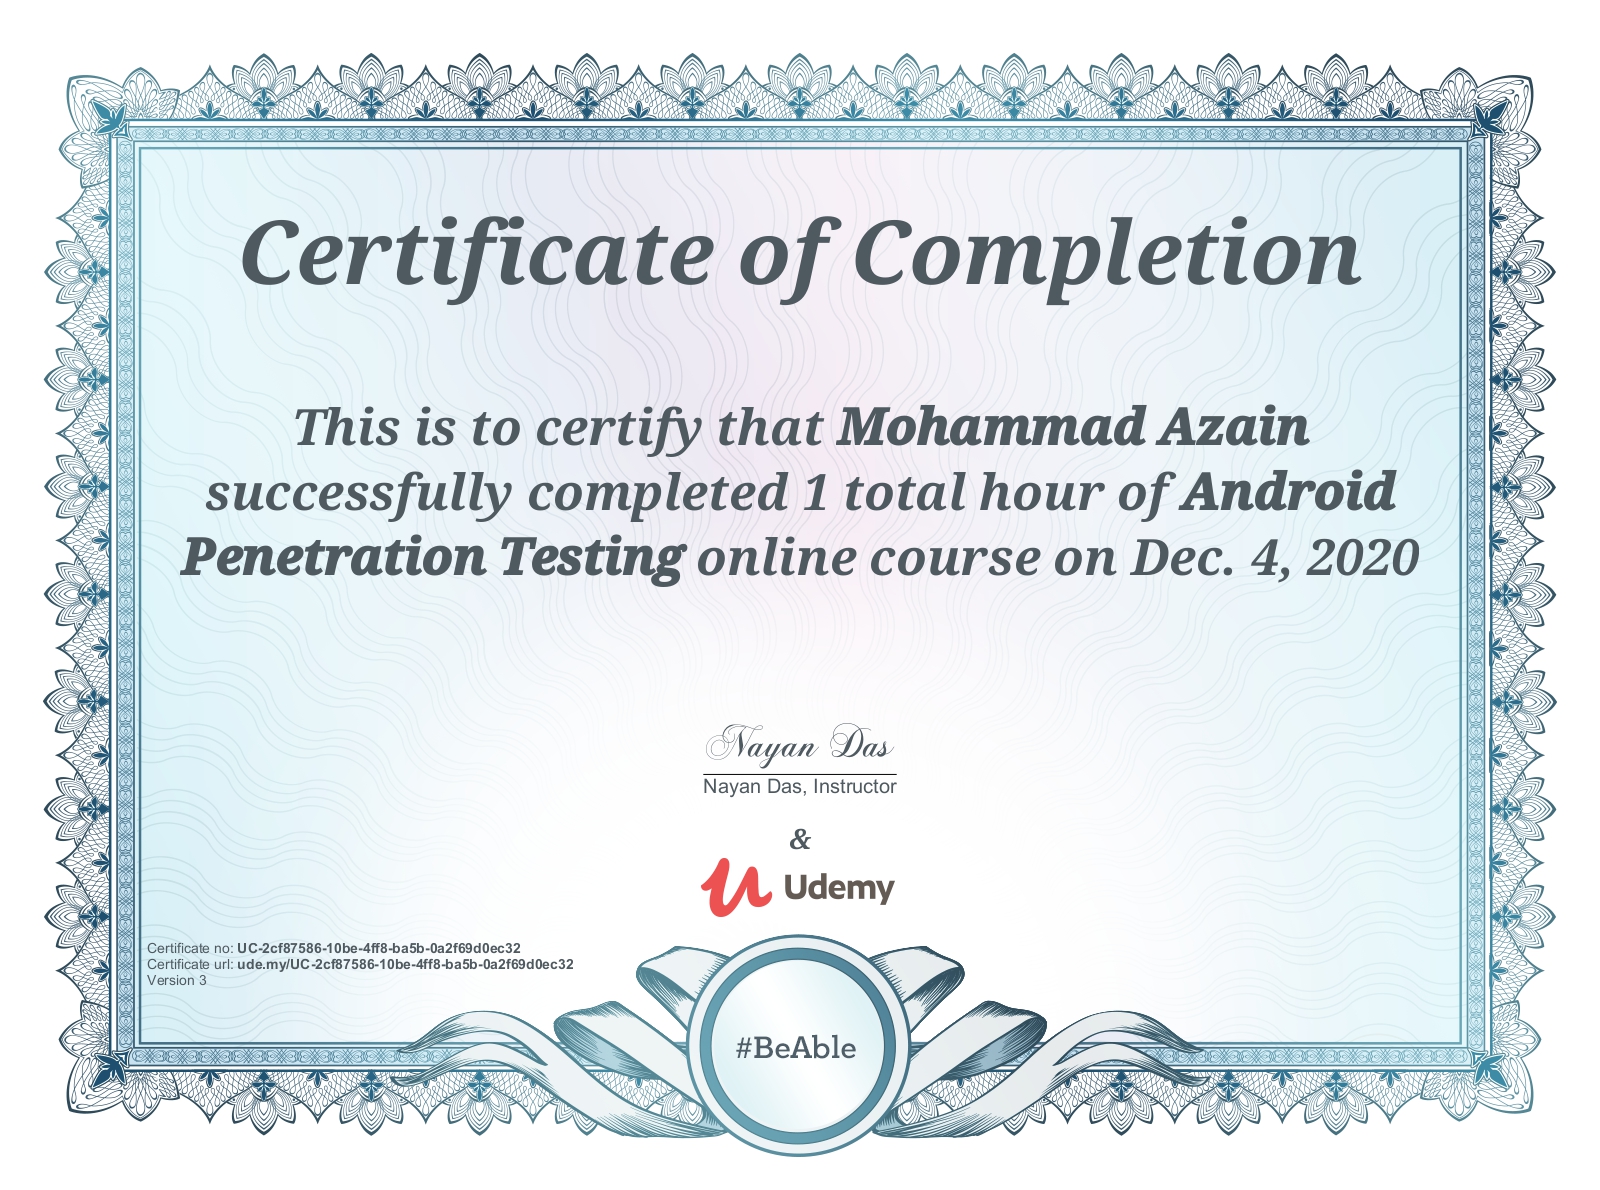 Certificate of Completion
This is to certify that Mohammad Azain
successfully completed 1 total hour of Android
Penetration Testing online course on Dec. 4, 2020
Nayan Das
Nayan Das, Instructor
&
Udemy
Certificate no: UC-2cf87586-10be-4ff8-ba5b-0a2f69d0ec32
Certificate url: ude.my/UC-2cf87586-10be-4ff8-ba5b-0a2f69d0ec32
Version 3
#BeAble